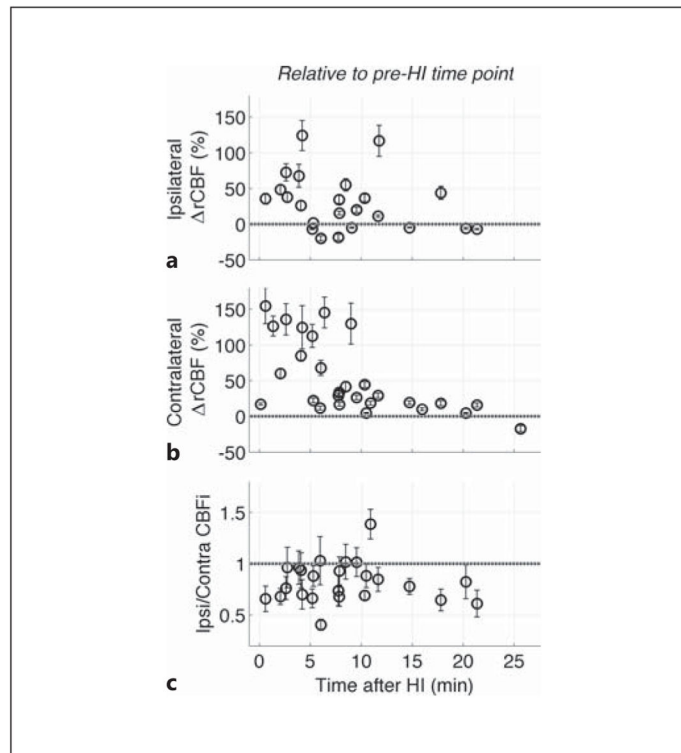 Relative to pre-HI time point
150
100
50
0
-50
Ipsilateral
ΔrCBF (%)
a
150
100
50
0
-50
Contralateral
ΔrCBF (%)
b
1.5
1
0.5
Ipsi/Contra CBFi
0 5 10 15 20 25
Time after HI (min)
c